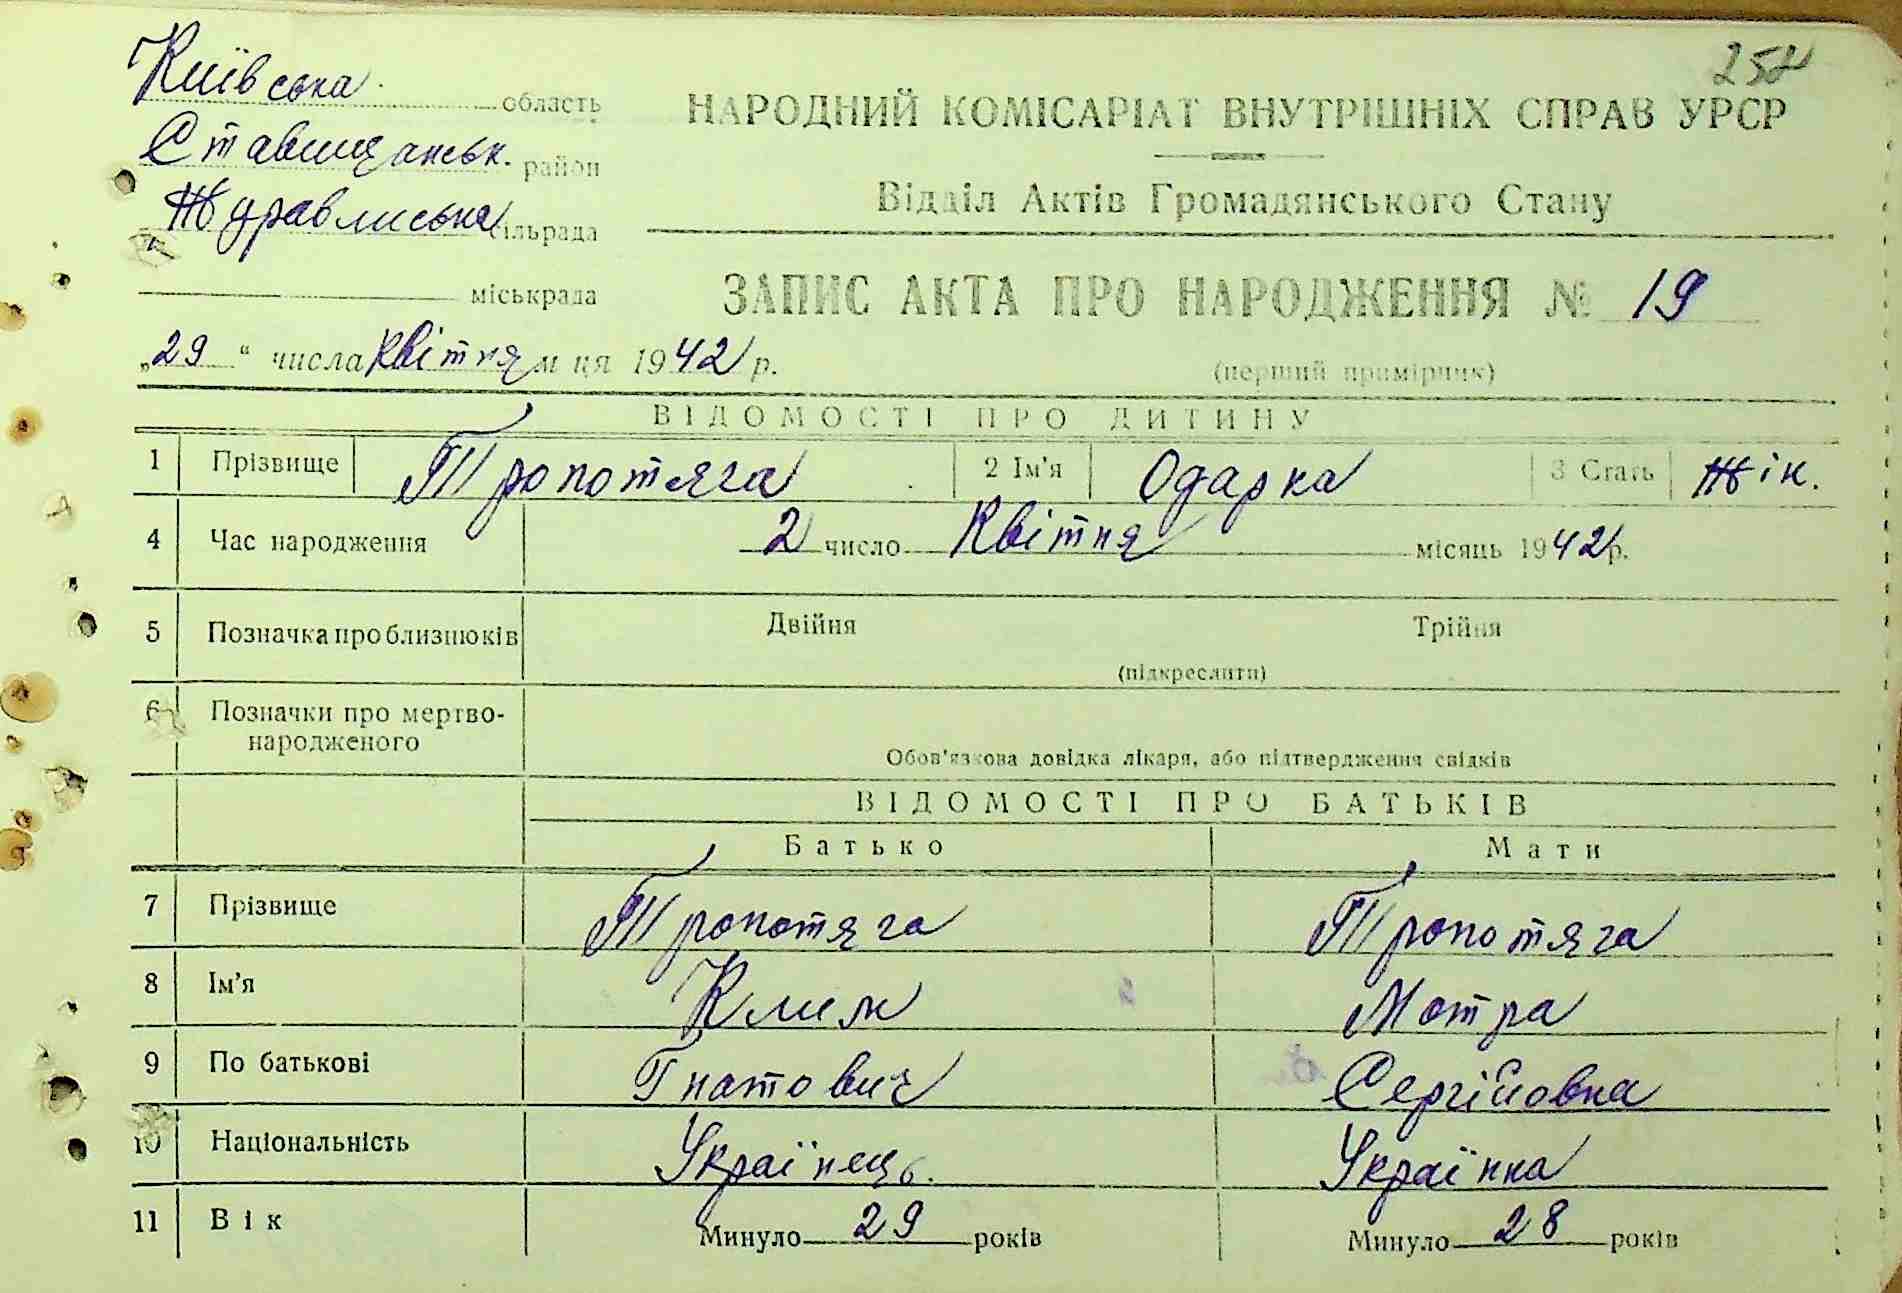 252
Київська область
НАРОДНИЙ КОМІСАРІАТ ВНУТРІШНІХ СПРАВ УРСР
Ставищанськ. район
Відділ Актів Громадянського Стану
Журавлиська сільрада
міськрада
ЗАПИС АКТА ПРО НАРОДЖЕННЯ № 19
„29“ числа Квітня м ця 1942 р.
(перший примірник)
ВІДОМОСТІ ПРО ДИТИНУ
1 Прізвище Тропотяга 2 Ім'я Одарка 3 Стать Жін.
4 Час народження 2 число Квітня місяць 1942 р.
5 Позначка про близнюків Двійня Трійня
(підкреслити)
6 Позначки про мертво-
народженого
Обов'язкова довідка лікаря, або підтвердження свідків
ВІДОМОСТІ ПРО БАТЬКІВ
Батько Мати
7 Прізвище Тропотяга Тропотяга
8 Ім'я Клим Мотра
9 По батькові Гнатович Сергійовна
10 Національність Українець. Українка
11 Вік Минуло 29 років Минуло 28 років